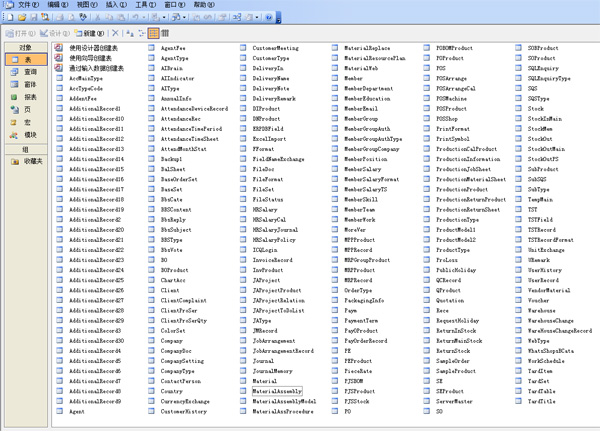 文件(F) 编辑(E) 视图(V) 插入(I) 工具(T) 窗口(W) 帮助(H)
打开(O) 设计(D) 新建(N)
对象
表
查询
窗体
报表
页
宏
模块
组
收藏夹
使用设计器创建表
使用向导创建表
通过输入数据创建表
AccMainType
AccTypeCode
AddentFee
AdditionalRecord1
AdditionalRecord10
AdditionalRecord11
AdditionalRecord12
AdditionalRecord13
AdditionalRecord14
AdditionalRecord15
AdditionalRecord16
AdditionalRecord17
AdditionalRecord18
AdditionalRecord19
AdditionalRecord2
AdditionalRecord20
AdditionalRecord21
AdditionalRecord22
AdditionalRecord23
AdditionalRecord24
AdditionalRecord25
AdditionalRecord26
AdditionalRecord27
AdditionalRecord28
AdditionalRecord29
AdditionalRecord3
AdditionalRecord30
AdditionalRecord4
AdditionalRecord5
AdditionalRecord6
AdditionalRecord7
AdditionalRecord8
AdditionalRecord9
Agent
AgentFee
AgentType
AIBrain
AIIndicator
AIType
AnnualInfo
AttendanceDeviceRecord
AttendanceRec
AttendanceTimePeriod
AttendanceTimeSheet
AttendMonthStat
Backup1
BalSheet
BaseOrderSet
BaseSet
BbsCate
BBSContent
BbsReply
BbsSubject
BBSType
BbsVote
BO
BOProduct
ChartAcc
Client
ClientComplaint
ClientProSer
ClientProSerQty
ColorSet
Company
CompanyDoc
CompanySetting
CompanyType
ContactPerson
Country
CurrencyExchange
CustomerHistory
CustomerMeeting
CustomerType
DeliveryIn
DeliveryName
DeliveryNote
DeliveryRemark
DIProduct
DNProduct
ERPDBField
ExcelImport
FFormat
FieldNameExchange
FileDoc
FileFormat
FileSet
FileStatus
HRSalary
HRSalaryCal
HRSalaryJournal
HRSalaryPolicy
ICQLogin
InvoiceRecord
InvProduct
JAProject
JAProjectProduct
JAProjectRelation
JAProjectToDoList
JAType
JWRecord
JobArrangement
JobArrangementRecord
Journal
JournalMemory
Material
MaterialAssembly
MaterialAssemblyModel
MaterialAssProcedure
MaterialReplace
MaterialResourcePlan
MaterialWeb
Member
MemberDepartment
MemberEducation
MemberEmail
MemberGroup
MemberGroupAuth
MemberGroupAuthType
MemberGroupCompany
MemberPosition
MemberSalary
MemberSalaryFormat
MemberSalaryTS
MemberSkill
MemberTeam
MemberWork
MoreVer
MPFProduct
MPFRecord
MRPGroupProduct
MRPProduct
MRPRecord
OrderType
PackagingInfo
Paym
PaymentTerm
PayOProduct
PayOrderRecord
PE
PEProduct
PieceRate
PJSBOM
PJSProduct
PJSStock
PO
POBOMProduct
POProduct
POS
POSArrange
POSArrangeCal
POSMachine
POSProduct
POSShop
PrintFormat
PrintSymbol
ProductionCalProduct
ProductionInformation
ProductionJobSheet
ProductionMaterialSheet
ProductionProduct
ProductionReturnProduct
ProductionReturnSheet
ProductionType
ProductModel1
ProductModel2
ProductType
ProLoss
PublicHoliday
QCRecord
QProduct
Quotation
Rece
RequestHoliday
ReturnInStock
ReturnMainStock
ReturnStock
SampleOrder
SampleProduct
SE
SEProduct
ServerMaster
SO
SOBProduct
SOProduct
SQLEnquiry
SQLEnquiryType
SQS
SQSType
Stock
StockInMain
StockMem
StockOut
StockOutFS
SubProduct
SubSQS
SubType
TempMain
TST
TSTField
TSTRecord
TSTRecordFormat
UnitExchange
URemark
UserHistory
UserRecord
VendorMaterial
Voucher
Warehouse
WarehouseChange
WarehouseChangeRecord
WebType
WhatsShopNCats
WorkSchedule
YardItem
YardSet
YardTable
YardTitle